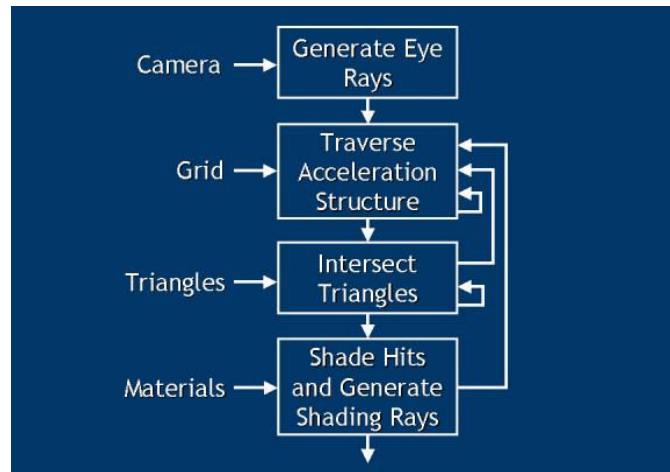 Camera
Generate Eye
Rays
Grid
Traverse
Acceleration
Structure
Triangles
Intersect
Triangles
Materials
Shade Hits
and Generate
Shading Rays